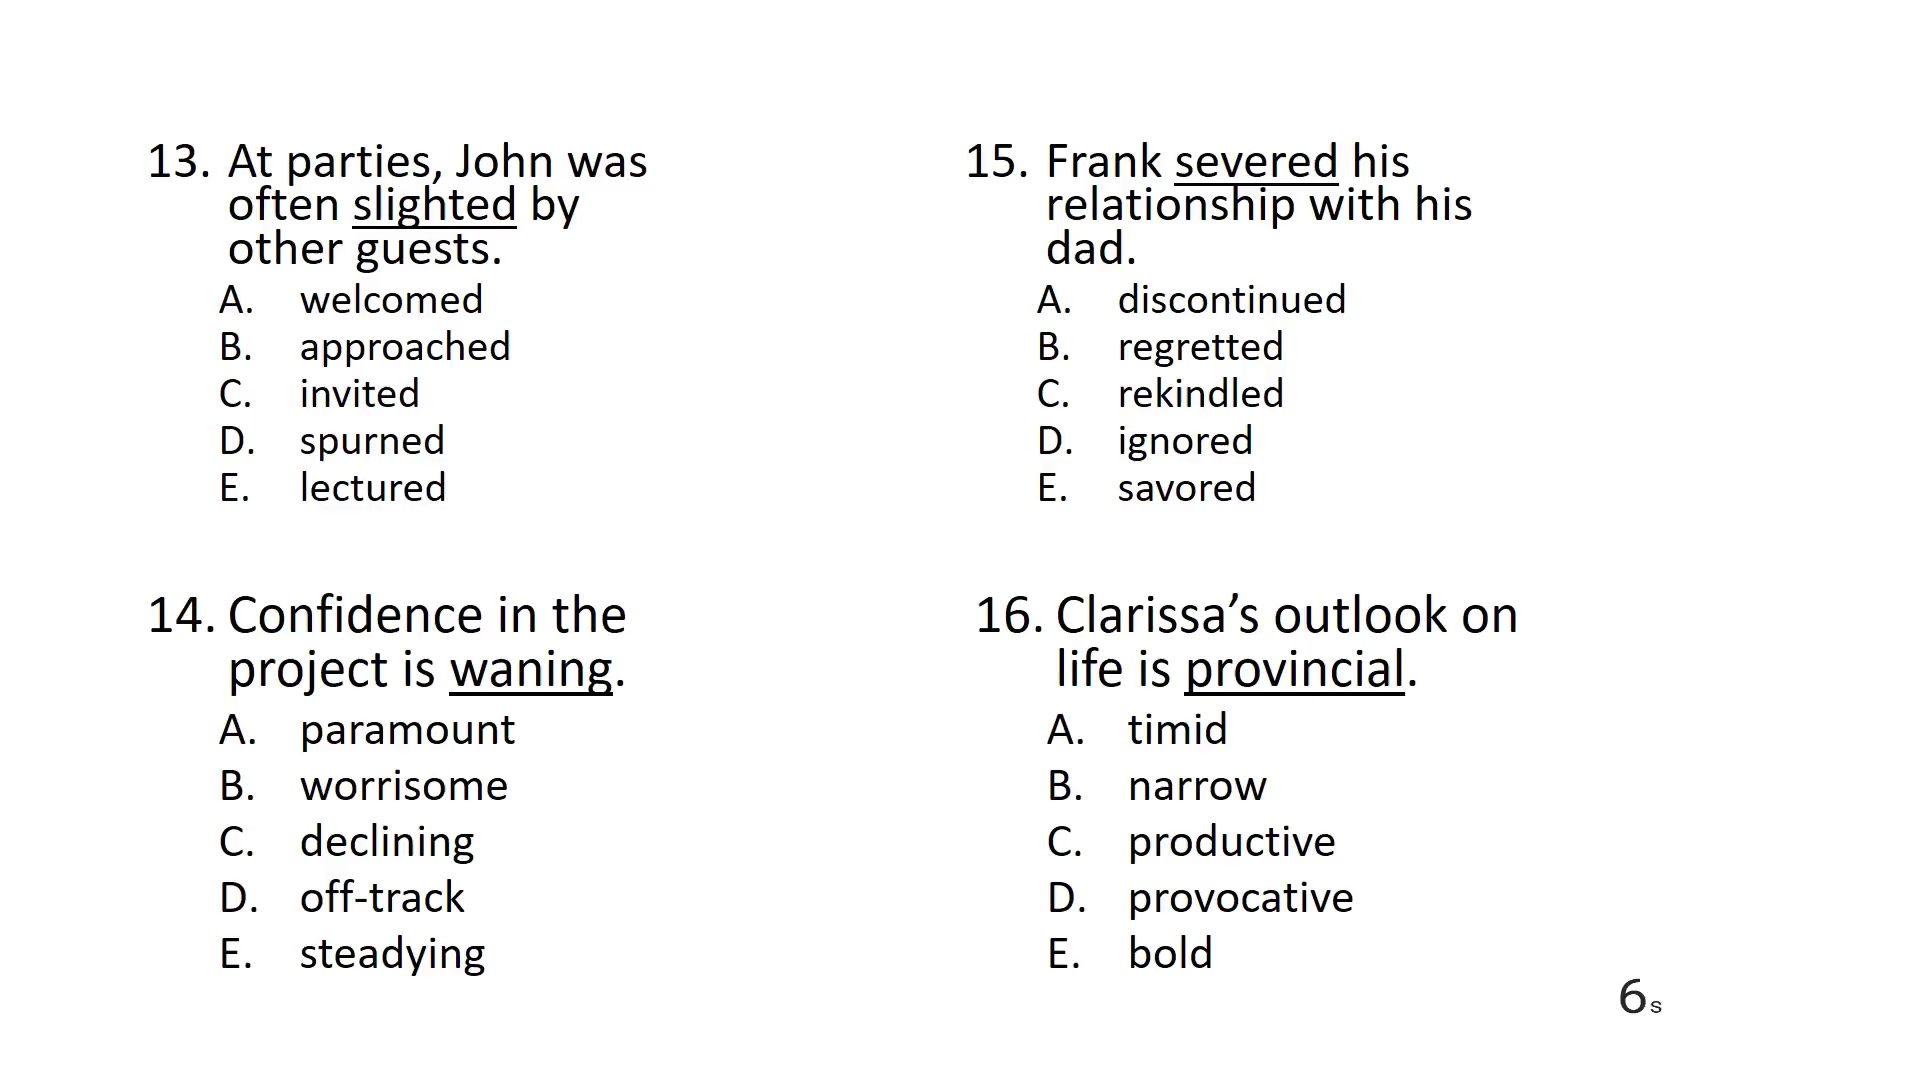 13. At parties, John was
often slighted by
other guests.
A. welcomed
B. approached
C. invited
D. spurned
E. lectured
14. Confidence in the
project is waning.
A. paramount
B. worrisome
C. declining
D. off-track
E. steadying
15. Frank severed his
relationship with his
dad.
A. discontinued
B. regretted
C. rekindled
D. ignored
E. savored
16. Clarissa’s outlook on
life is provincial.
A. timid
B. narrow
C. productive
D. provocative
E. bold
6s